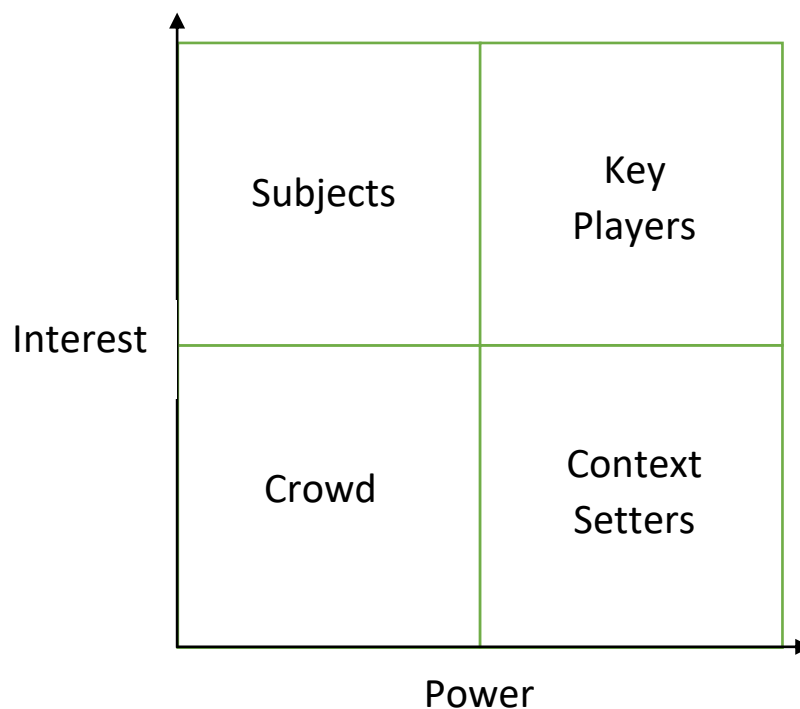 Subjects
Key
Players
Interest
Crowd
Context
Setters
Power